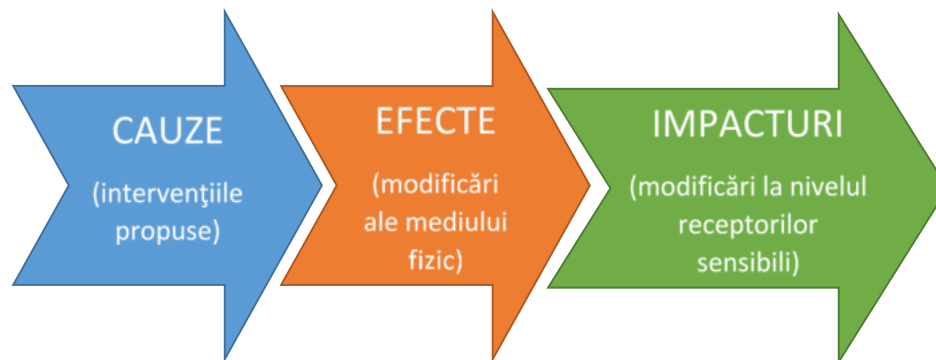 CAUZE
(intervenţiile
propuse)
EFECTE
(modificări
ale mediului
fizic)
IMPACTURI
(modificări la nivelul
receptorilor
sensibili)